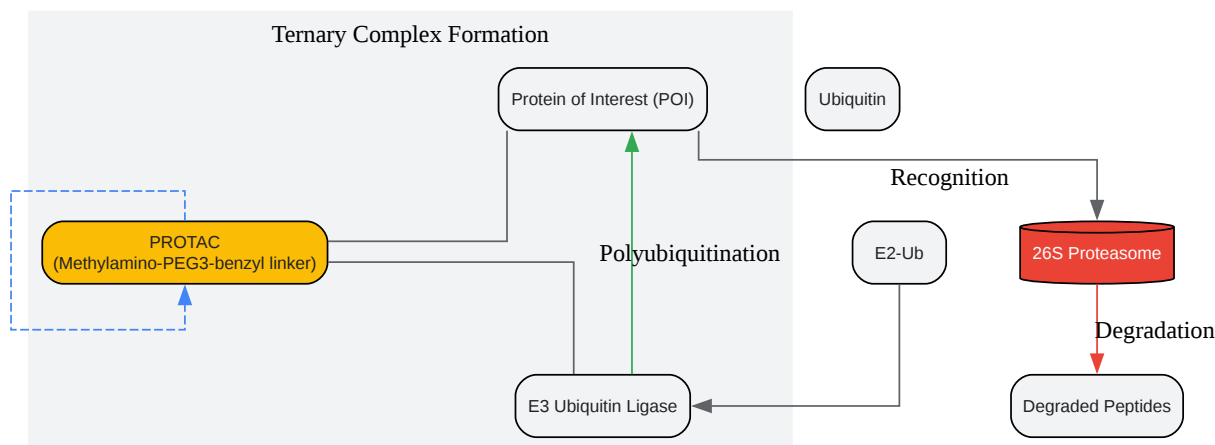 Ternary Complex Formation
Protein of Interest (POI)
Ubiquitin
Recognition
PROTAC
(Methylamino-PEG3-benzyl linker)
Polyubiquitination
E2-Ub
26S Proteasome
Degradation
E3 Ubiquitin Ligase
Degraded Peptides